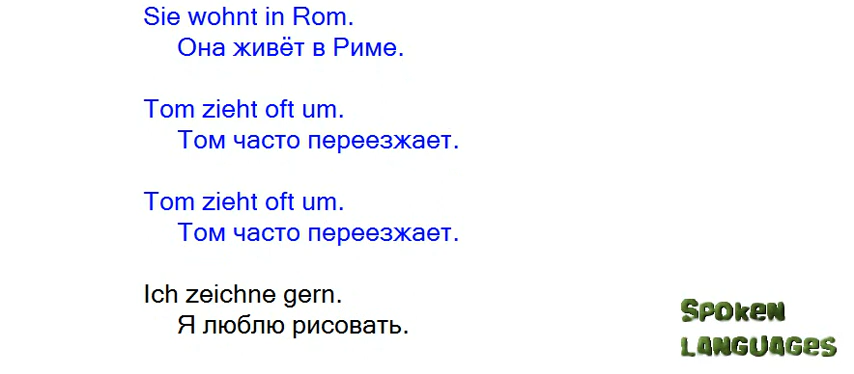 Sie wohnt in Rom.
Она живёт в Риме.
Tom zieht oft um.
Том часто переезжает.
Tom zieht oft um.
Том часто переезжает.
Ich zeichne gern.
Я люблю рисовать.
Spoken
Languages